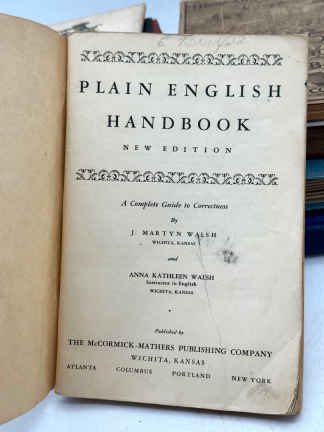 PLAIN ENGLISH
HANDBOOK
NEW EDITION
A Complete Guide to Correctness
By
J. MARTYN WALSH
WICHITA, KANSAS
and
ANNA KATHLEEN WALSH
Instructor in English
WICHITA, KANSAS
Published by
THE McCORMICK-MATHERS PUBLISHING COMPANY
WICHITA, KANSAS
ATLANTA COLUMBUS PORTLAND NEW YORK